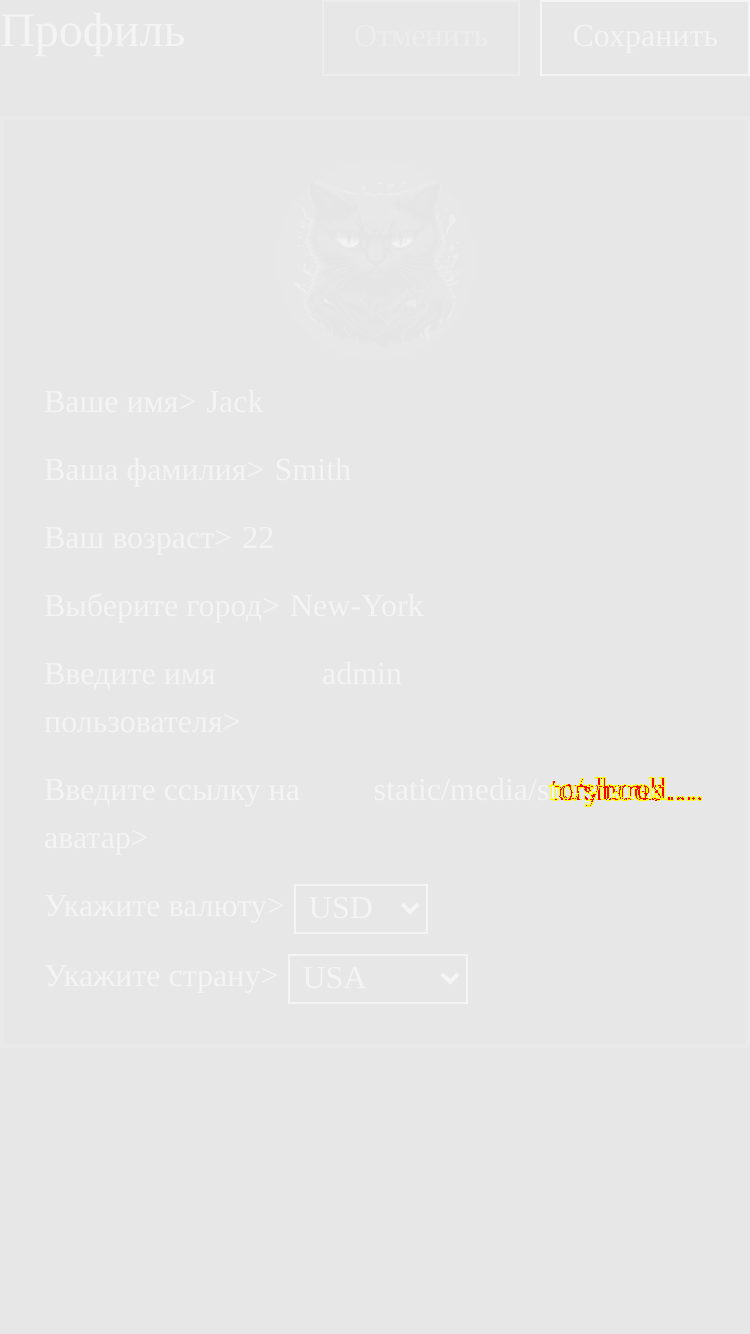 Профиль
Отменить
Сохранить
Ваше имя> Jack
Ваша фамилия> Smith
Ваш возраст> 22
Выберите город> New-York
Введите имя пользователя>
admin
Введите ссылку на аватар>
static/media/
Укажите валюту> USD
Укажите страну> USA